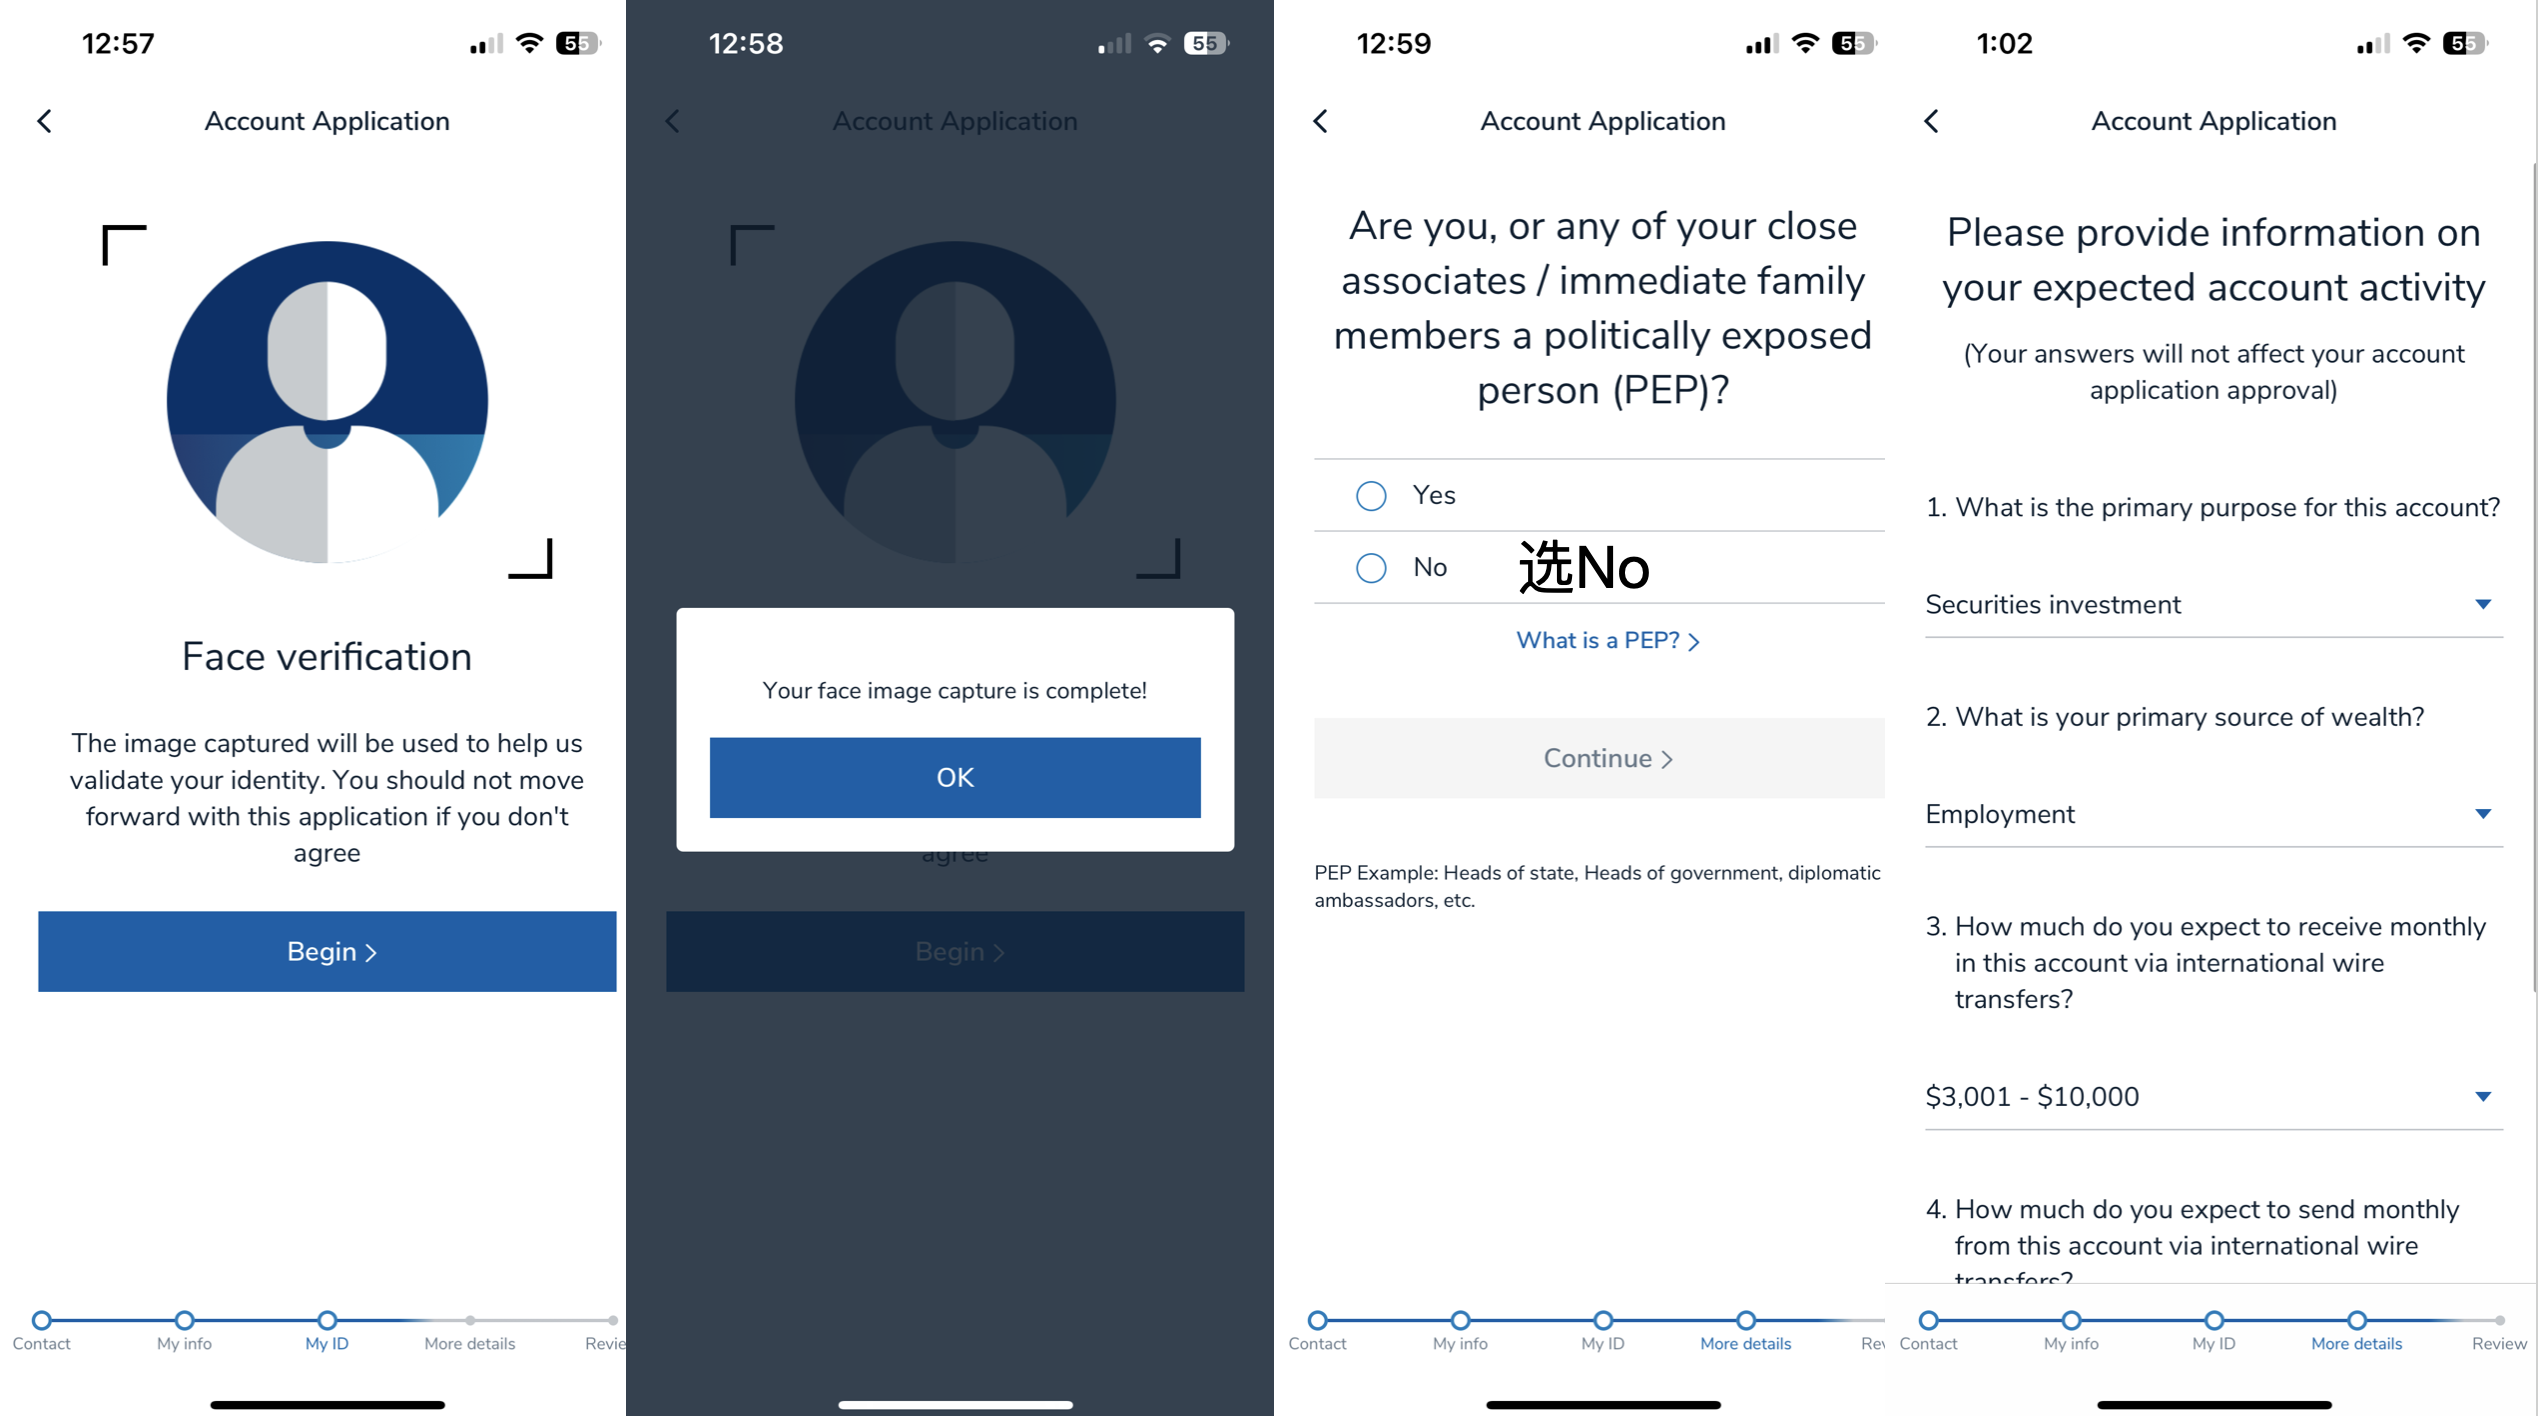 12:57
55
Account Application
Face verification
The image captured will be used to help us
validate your identity. You should not move
forward with this application if you don't
agree
Begin >
Contact
My info
My ID
More details
Revie
12:58
55
Account Application
Your face image capture is complete!
OK
agree
Begin >
12:59
55
Account Application
Are you, or any of your close
associates / immediate family
members a politically exposed
person (PEP)?
Yes
No
选No
What is a PEP? >
Continue >
PEP Example: Heads of state, Heads of government, diplomatic
ambassadors, etc.
Contact
My info
My ID
More details
Rev
1:02
55
Account Application
Please provide information on
your expected account activity
(Your answers will not affect your account
application approval)
1. What is the primary purpose for this account?
Securities investment
2. What is your primary source of wealth?
Employment
3. How much do you expect to receive monthly
in this account via international wire
transfers?
$3,001 - $10,000
4. How much do you expect to send monthly
from this account via international wire
transfers?
Contact
My info
My ID
More details
Review